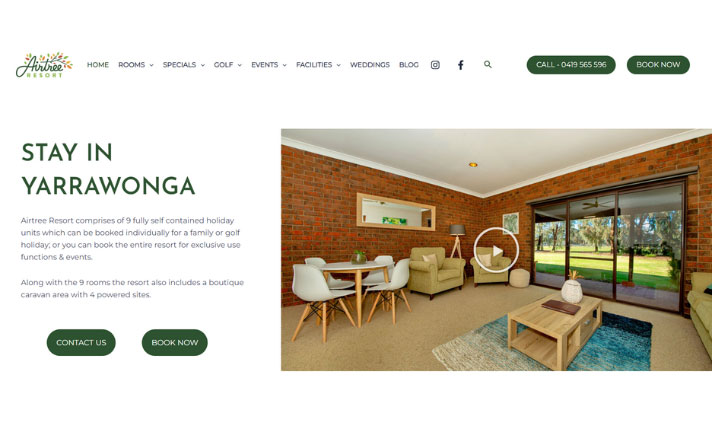 Airtree
RESORT
HOME ROOMS SPECIALS GOLF EVENTS FACILITIES WEDDINGS BLOG
CALL - 0419 565 596
BOOK NOW
STAY IN
YARRAWONGA
Airtree Resort comprises of 9 fully self contained holiday
units which can be booked individually for a family or golf
holiday; or you can book the entire resort for exclusive use
functions & events.
Along with the 9 rooms the resort also includes a boutique
caravan area with 4 powered sites.
CONTACT US
BOOK NOW